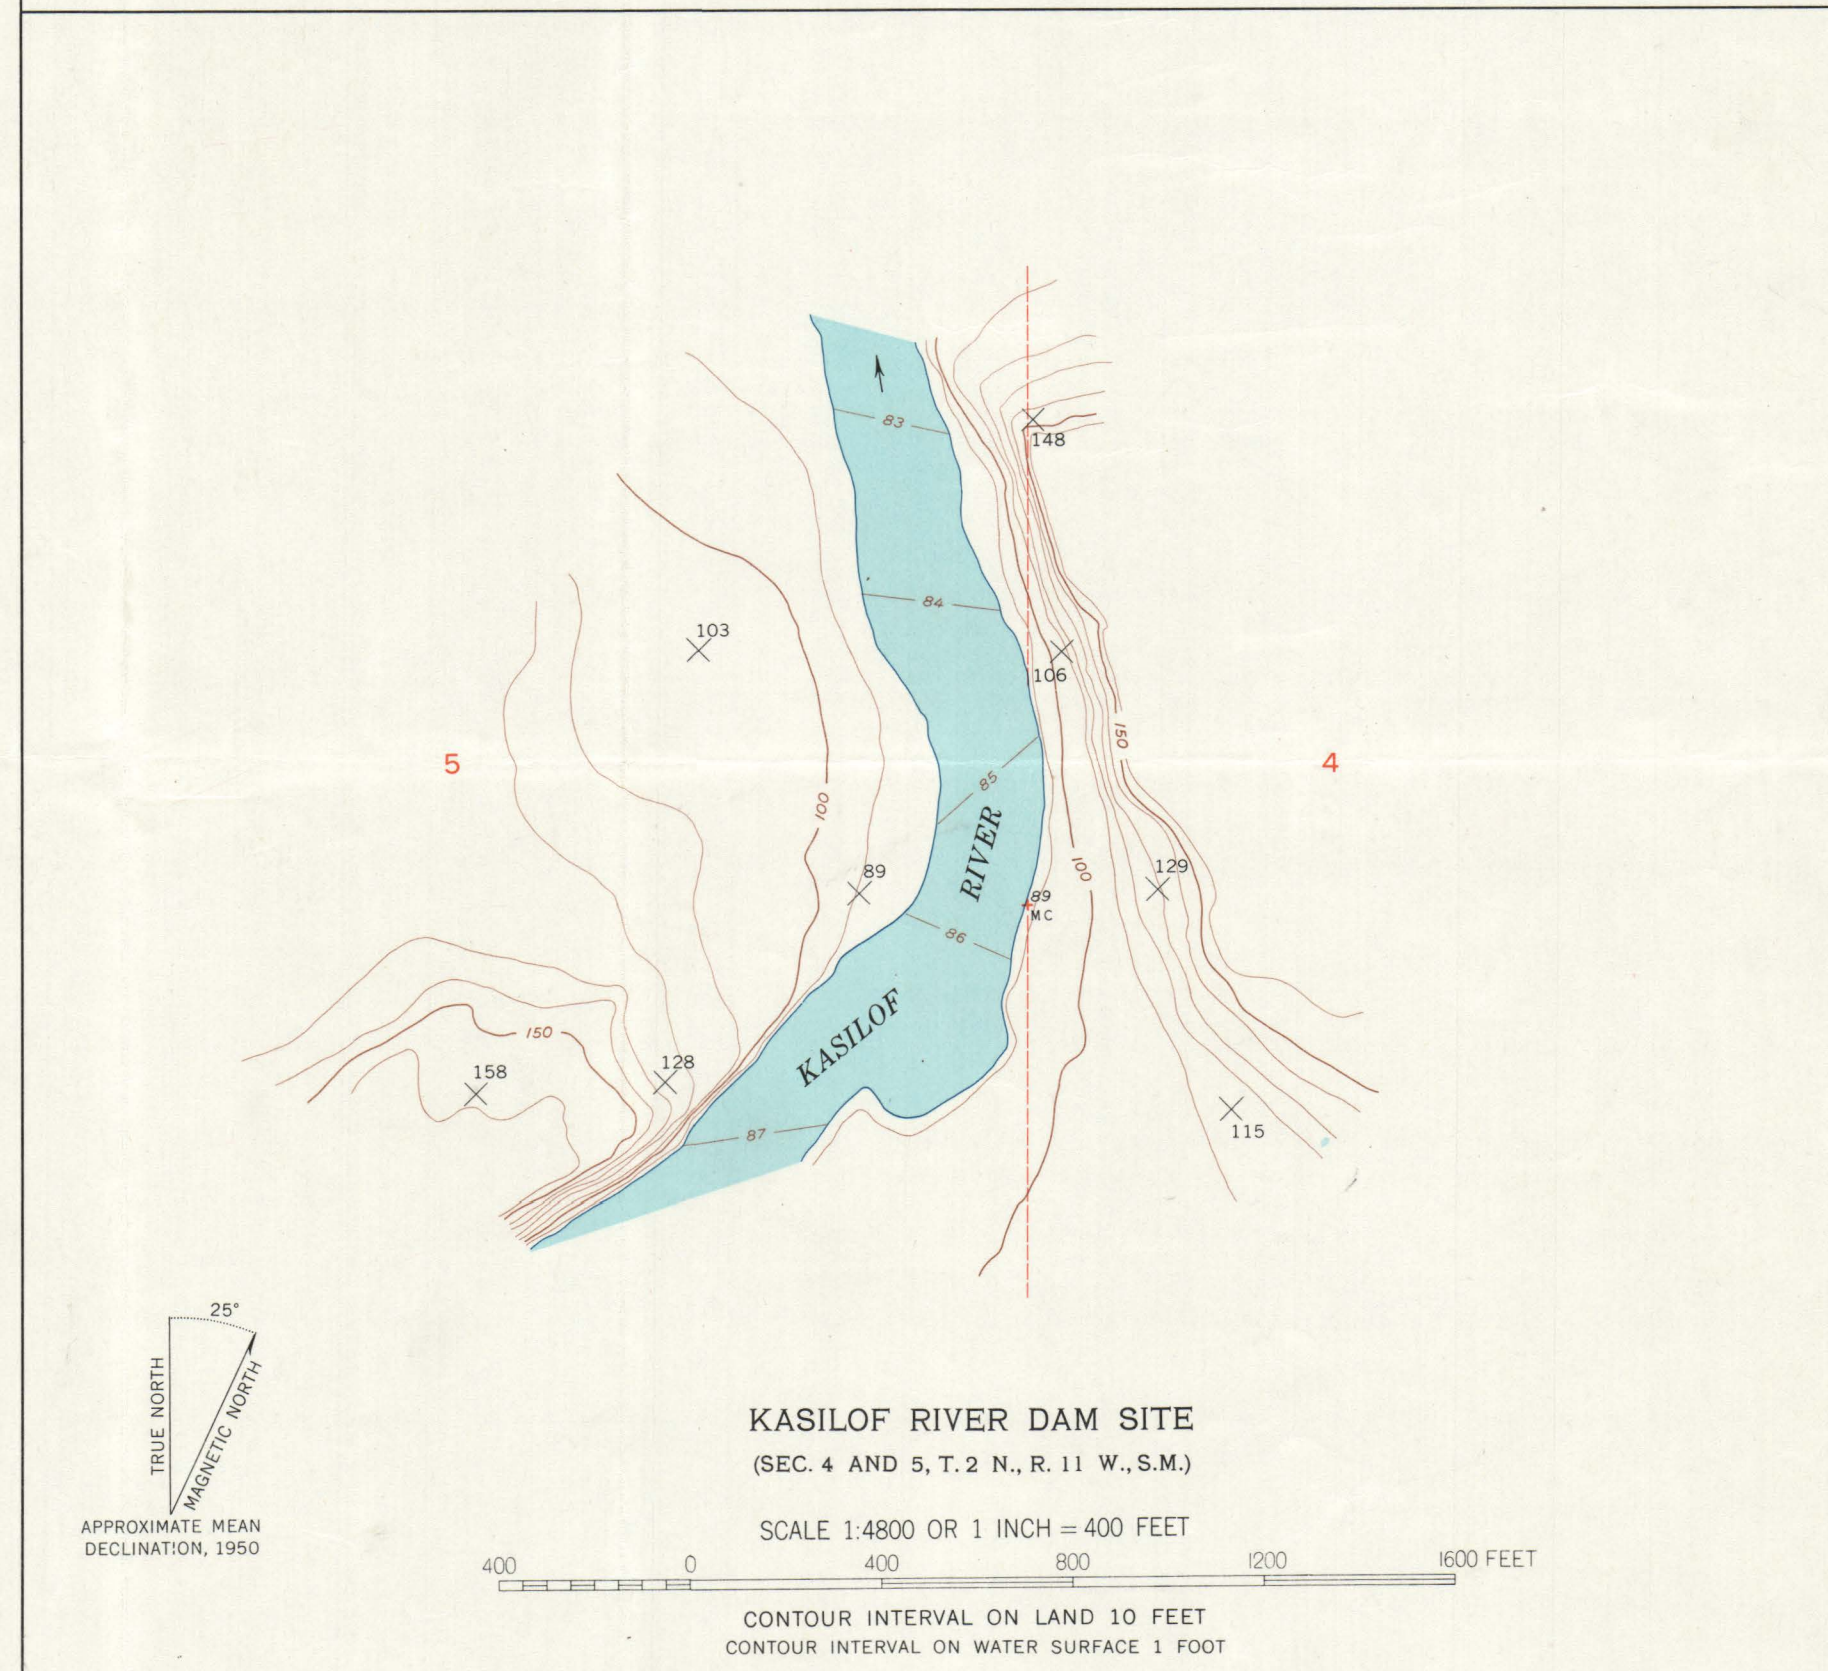 83
148
84
103
106
5
150
4
85
100
RIVER
89
100
129
89
MC
86
KASILOF
150
158
128
87
115
25°
TRUE NORTH
MAGNETIC NORTH
APPROXIMATE MEAN
DECLINATION, 1950
KASILOF RIVER DAM SITE
(SEC. 4 AND 5, T. 2 N., R. 11 W., S.M.)
SCALE 1:4800 OR 1 INCH = 400 FEET
400 0 400 800 1200 1600 FEET
CONTOUR INTERVAL ON LAND 10 FEET
CONTOUR INTERVAL ON WATER SURFACE 1 FOOT